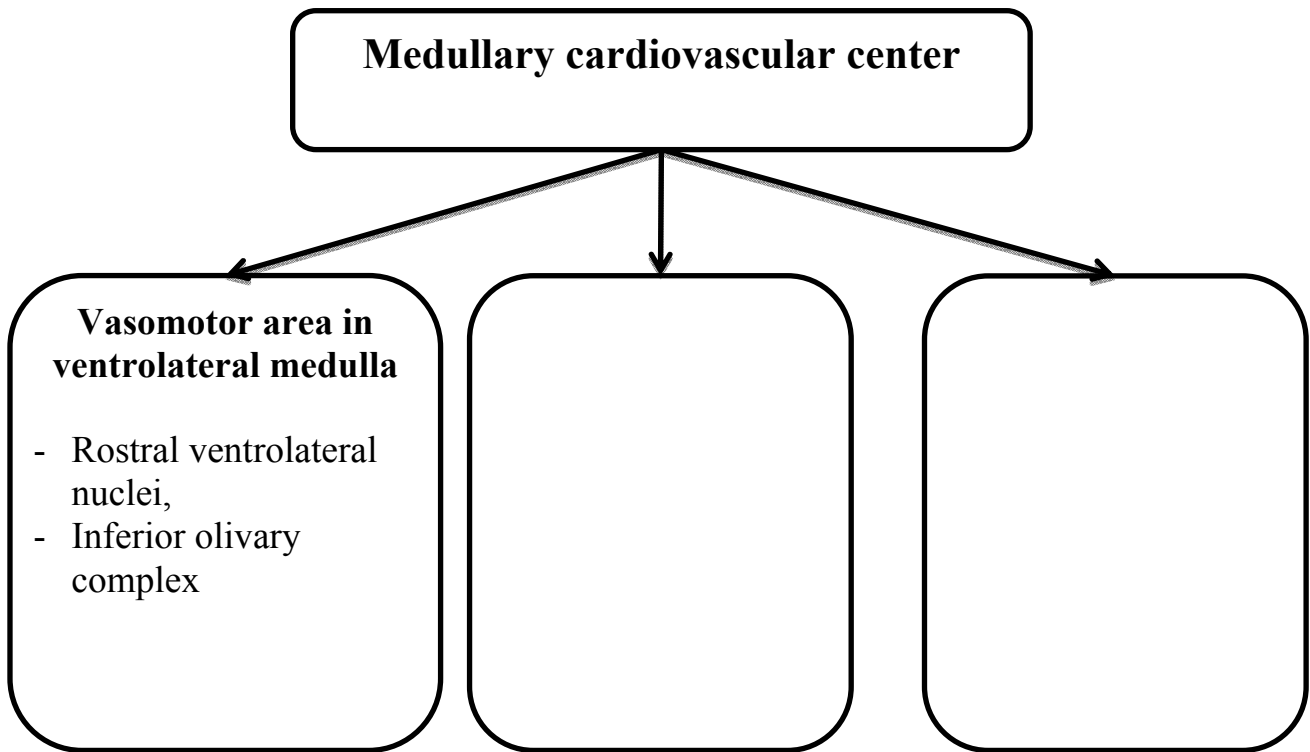 Medullary cardiovascular center
Vasomotor area in
ventrolateral medulla
- Rostral ventrolateral
nuclei,
- Inferior olivary
complex